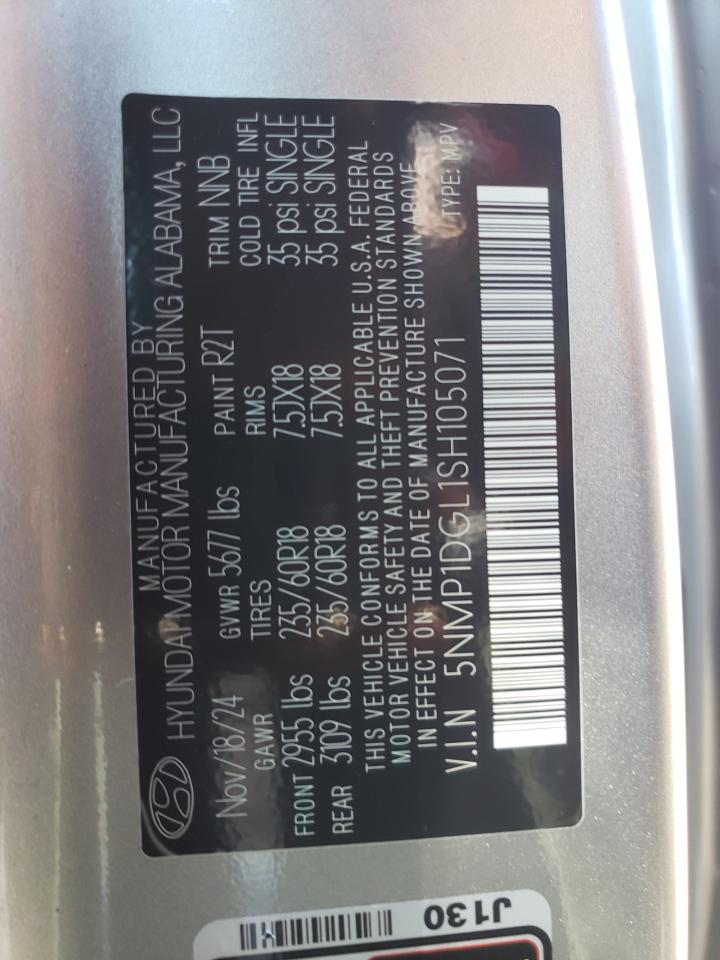 MANUFACTURED BY
HYUNDAI MOTOR MANUFACTURING ALABAMA, LLC
Nov/18/24 GVWR 5677 lbs PAINT R2T TRIM NNB
GAWR TIRES RIMS COLD TIRE INFL
FRONT 2955 lbs 235/60R18 7.5JX18 35 psi SINGLE
REAR 3109 lbs 235/60R18 7.5JX18 35 psi SINGLE
THIS VEHICLE CONFORMS TO ALL APPLICABLE U.S.A. FEDERAL
MOTOR VEHICLE SAFETY AND THEFT PREVENTION STANDARDS
IN EFFECT ON THE DATE OF MANUFACTURE SHOWN ABOVE
V.I.N 5NMP1DGL1SH105071 TYPE: MPV
J130